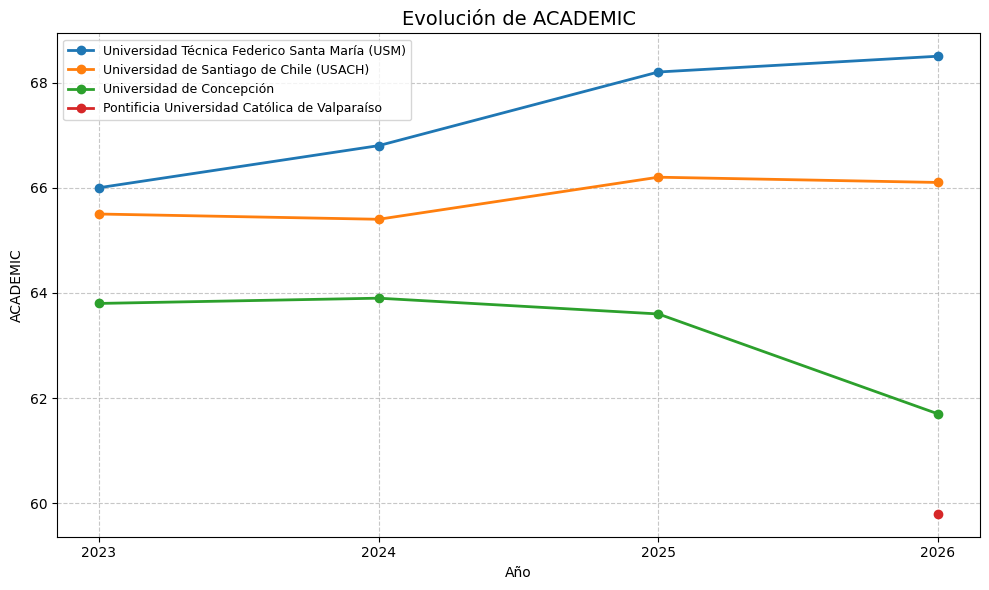 Evolución de ACADEMIC
Universidad Técnica Federico Santa María (USM)
Universidad de Santiago de Chile (USACH)
Universidad de Concepción
Pontificia Universidad Católica de Valparaíso
ACADEMIC
68
66
64
62
60
2023 2024 2025 2026
Año